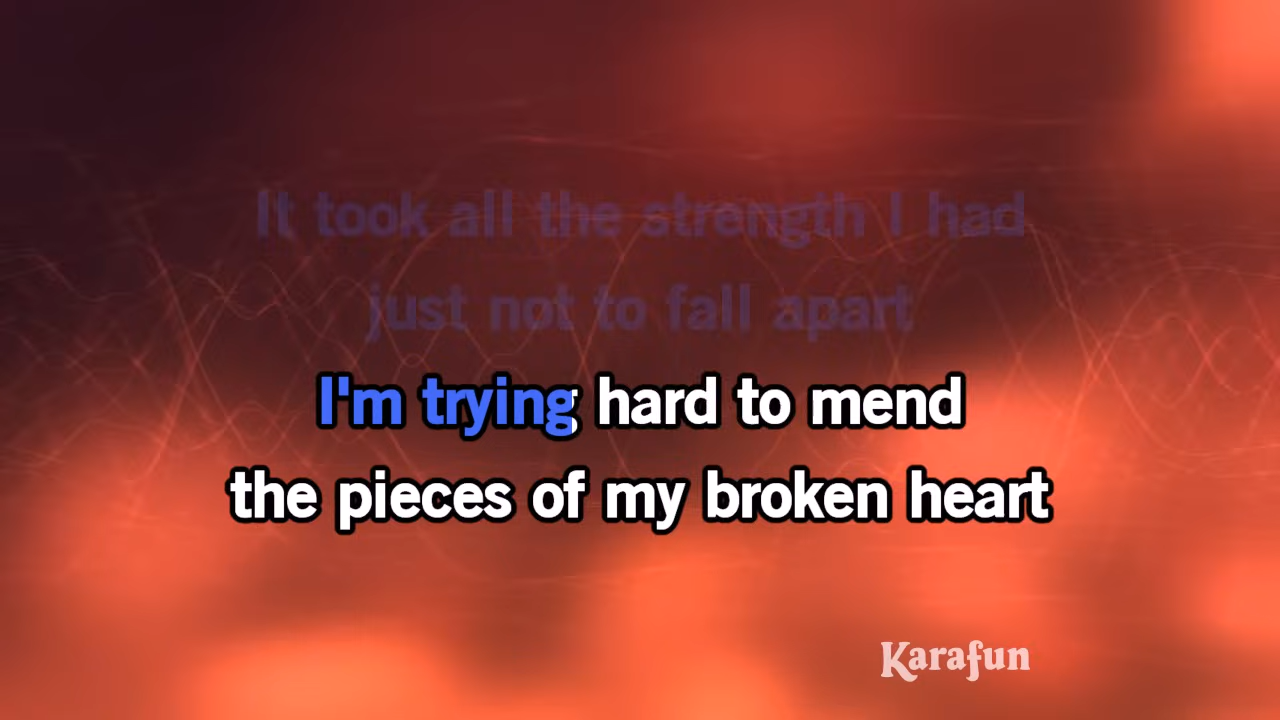 It took all the strength I had
just not to fall apart
I'm trying hard to mend
the pieces of my broken heart
Karafun